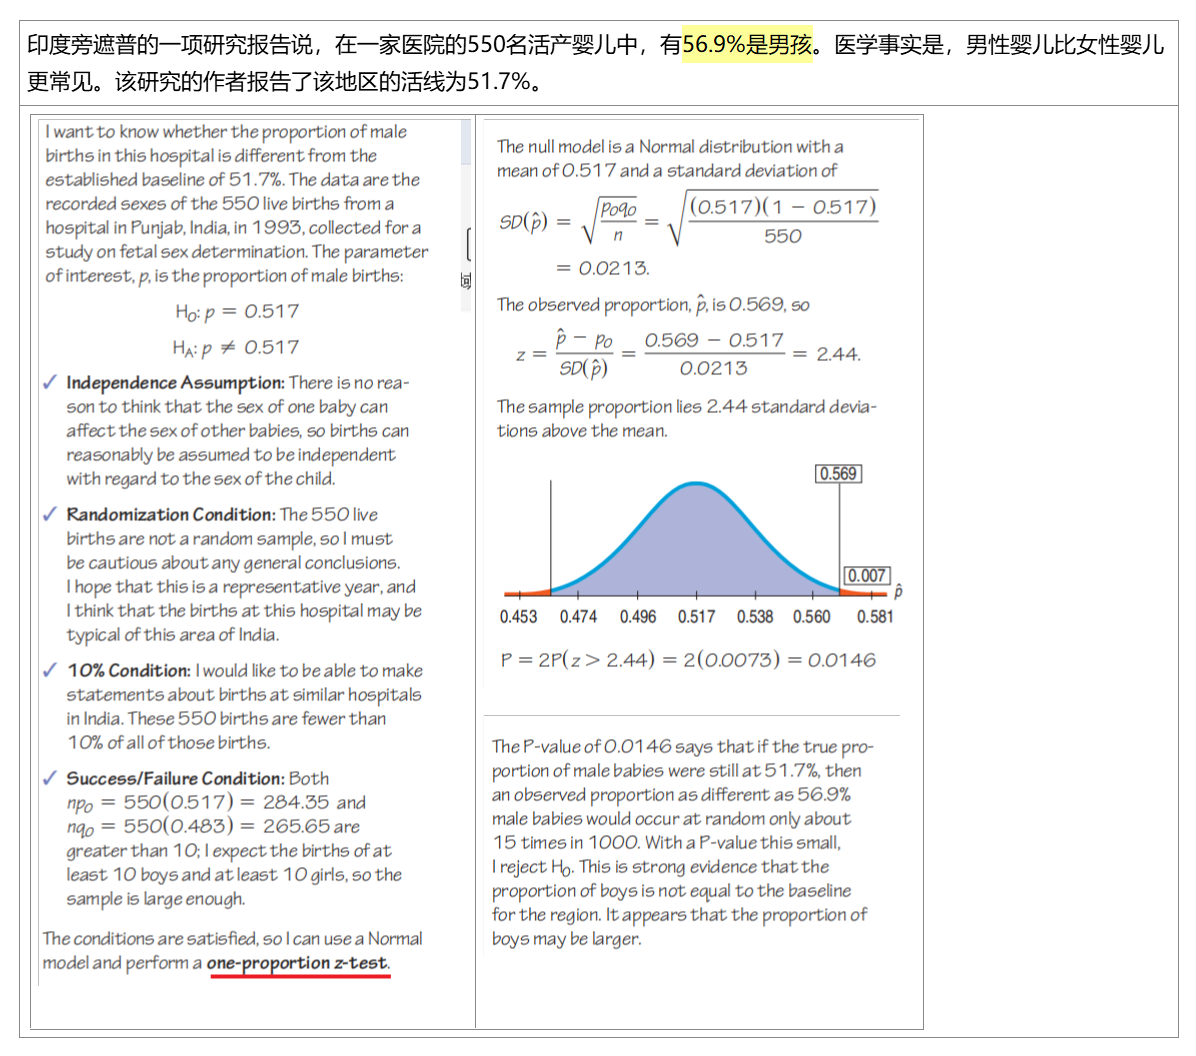 印度旁遮普的一项研究报告说，在一家医院的550名活产婴儿中，有56.9%是男孩。医学事实是，男性婴儿比女性婴儿
更常见。该研究的作者报告了该地区的活线为51.7%。
I want to know whether the proportion of male
births in this hospital is different from the
established baseline of 51.7%. The data are the
recorded sexes of the 550 live births from a
hospital in Punjab, India, in 1993, collected for a
study on fetal sex determination. The parameter
of interest, p, is the proportion of male births:
H₀: p = 0.517
Hₐ: p ≠ 0.517
✓ Independence Assumption: There is no rea-
son to think that the sex of one baby can
affect the sex of other babies, so births can
reasonably be assumed to be independent
with regard to the sex of the child.
✓ Randomization Condition: The 550 live
births are not a random sample, so I must
be cautious about any general conclusions.
I hope that this is a representative year, and
I think that the births at this hospital may be
typical of this area of India.
✓ 10% Condition: I would like to be able to make
statements about births at similar hospitals
in India. These 550 births are fewer than
10% of all of those births.
✓ Success/Failure Condition: Both
np₀ = 550(0.517) = 284.35 and
nq₀ = 550(0.483) = 265.65 are
greater than 10; I expect the births of at
least 10 boys and at least 10 girls, so the
sample is large enough.
The conditions are satisfied, so I can use a Normal
model and perform a one-proportion z-test.
The null model is a Normal distribution with a
mean of 0.517 and a standard deviation of
SD(p̂) = √(p₀q₀/n) = √((0.517)(1 − 0.517)/550)
= 0.0213.
The observed proportion, p̂, is 0.569, so
z = (p̂ − p₀)/SD(p̂) = (0.569 − 0.517)/0.0213 = 2.44.
The sample proportion lies 2.44 standard devia-
tions above the mean.
0.569
0.007
p̂
0.453 0.474 0.496 0.517 0.538 0.560 0.581
P = 2P(z > 2.44) = 2(0.0073) = 0.0146
The P-value of 0.0146 says that if the true pro-
portion of male babies were still at 51.7%, then
an observed proportion as different as 56.9%
male babies would occur at random only about
15 times in 1000. With a P-value this small,
I reject H₀. This is strong evidence that the
proportion of boys is not equal to the baseline
for the region. It appears that the proportion of
boys may be larger.